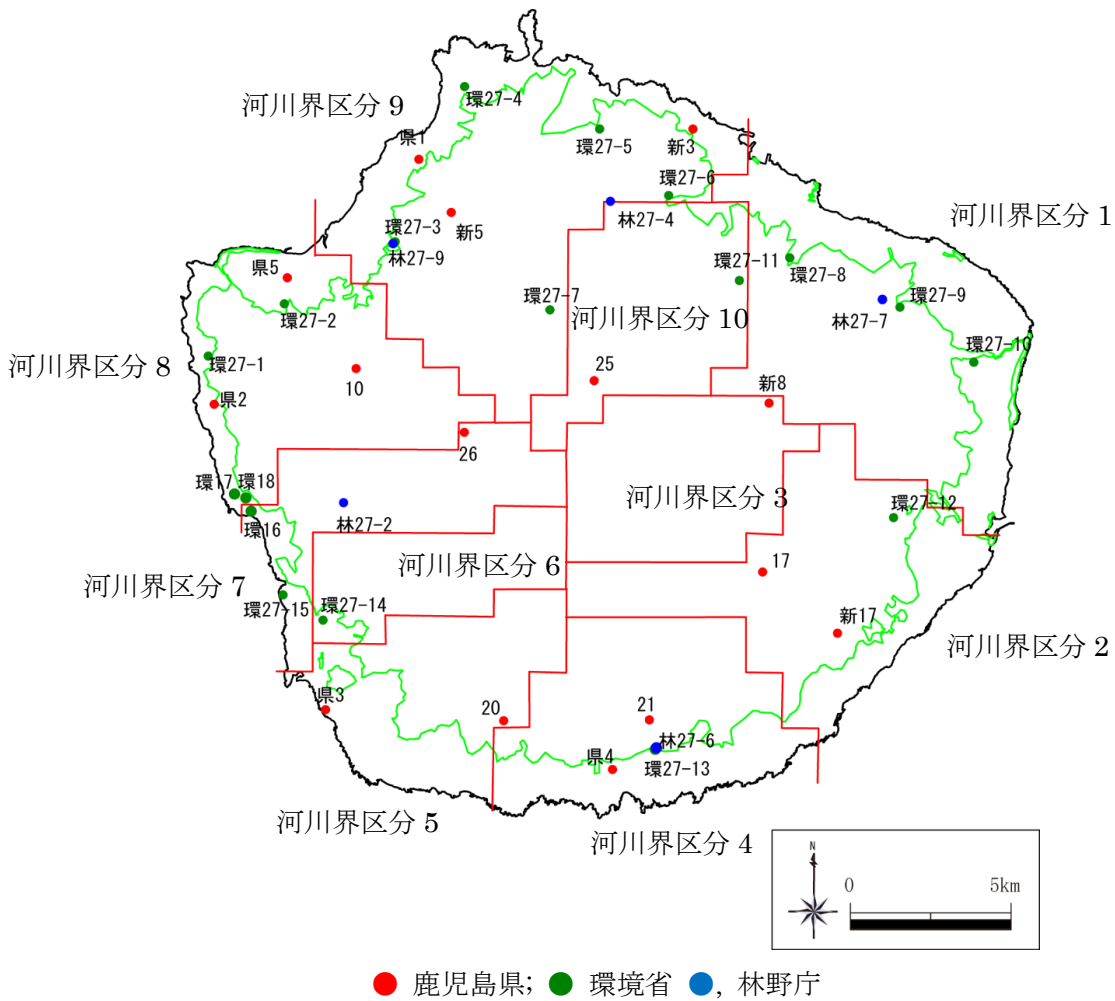 環27-4
河川界区分 9
県1
環27-5
新3
環27-6
林27-4
河川界区分 1
環27-3
新5
林27-9
環27-11
環27-8
県5
環27-2
環27-7
河川界区分 10
環27-9
林27-7
環27-1
河川界区分 8
環27-10
10
25
新8
県2
26
環17
環18
環16
林27-2
河川界区分 3
環27-12
河川界区分 6
17
河川界区分 7
環27-15
環27-14
新17
河川界区分 2
県3
20
21
林27-6
県4
環27-13
河川界区分 5
河川界区分 4
N
0
5km
鹿児島県; 環境省 , 林野庁